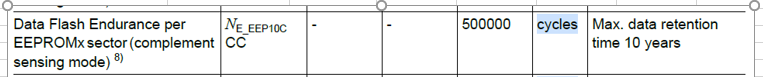 Data Flash Endurance per
EEPROMx sector (complement
sensing mode) 8)
NE_EEP10C
CC
-
-
500000
cycles
Max. data retention
time 10 years